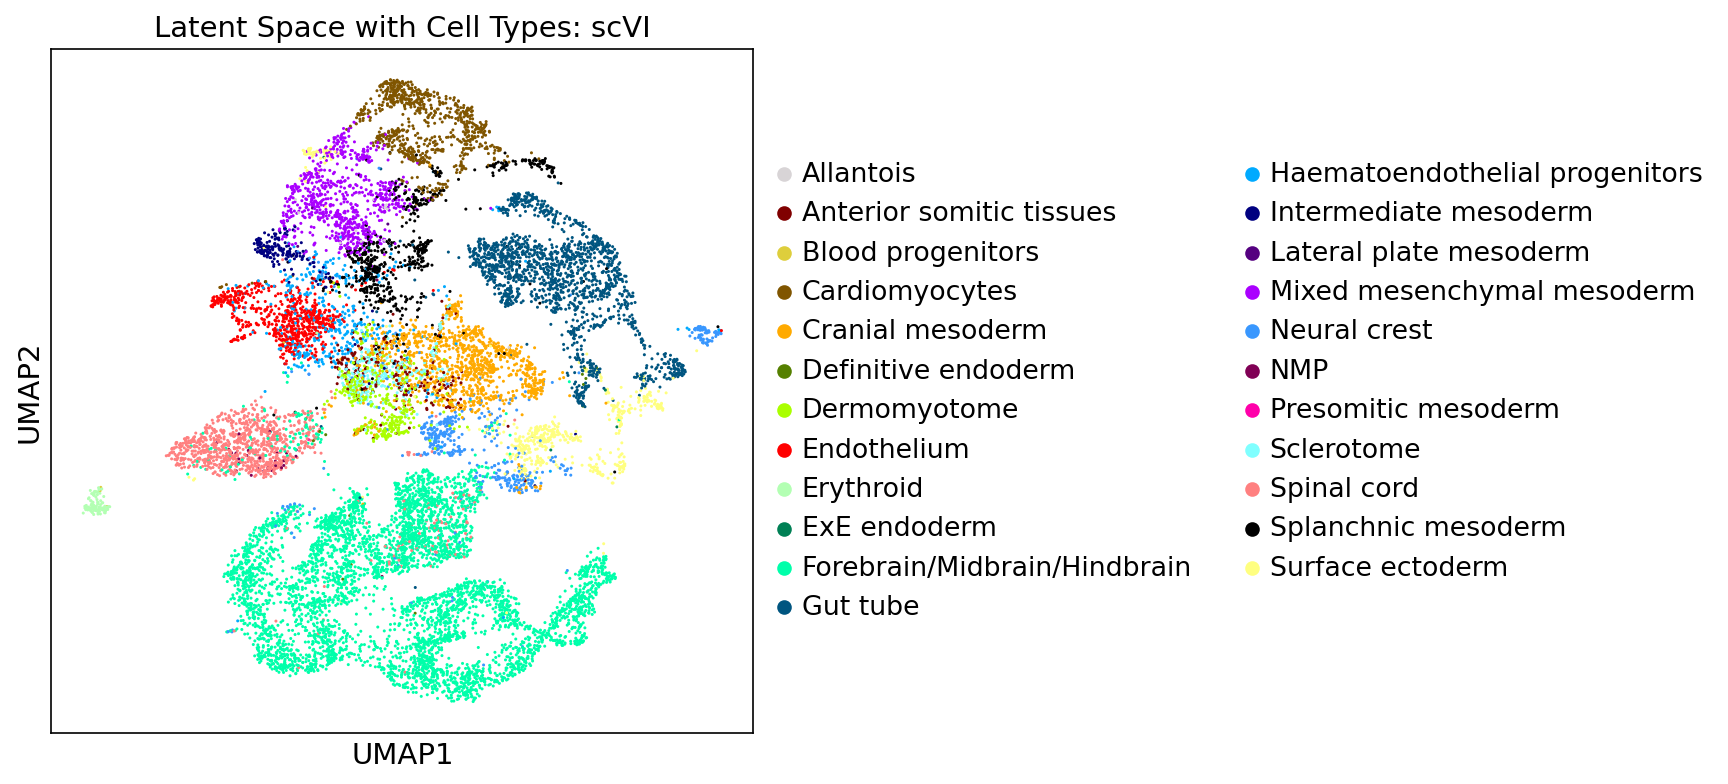 Latent Space with Cell Types: scVI
UMAP2
UMAP1
Allantois
Anterior somitic tissues
Blood progenitors
Cardiomyocytes
Cranial mesoderm
Definitive endoderm
Dermomyotome
Endothelium
Erythroid
ExE endoderm
Forebrain/Midbrain/Hindbrain
Gut tube
Haematoendothelial progenitors
Intermediate mesoderm
Lateral plate mesoderm
Mixed mesenchymal mesoderm
Neural crest
NMP
Presomitic mesoderm
Sclerotome
Spinal cord
Splanchnic mesoderm
Surface ectoderm